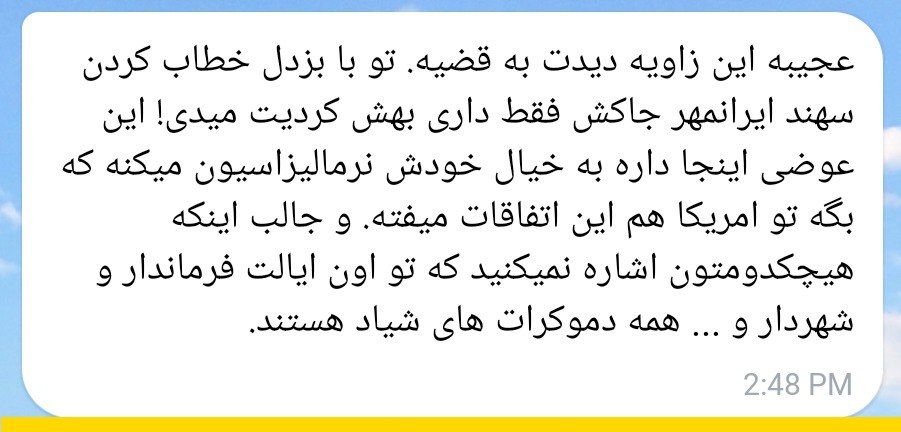 عجیبه این زاویه دیدت به قضیه. تو با بزدل خطاب کردن
سهند ایرانمهر جاکش فقط داری بهش کردیت میدی! این
عوضی اینجا داره به خیال خودش نرمالیزاسیون میکنه که
بگه تو امریکا هم این اتفاقات میفته. و جالب اینکه
هیچکدومتون اشاره نمیکنید که تو اون ایالت فرماندار و
شهردار و ... همه دموکرات های شیاد هستند.
2:48 PM